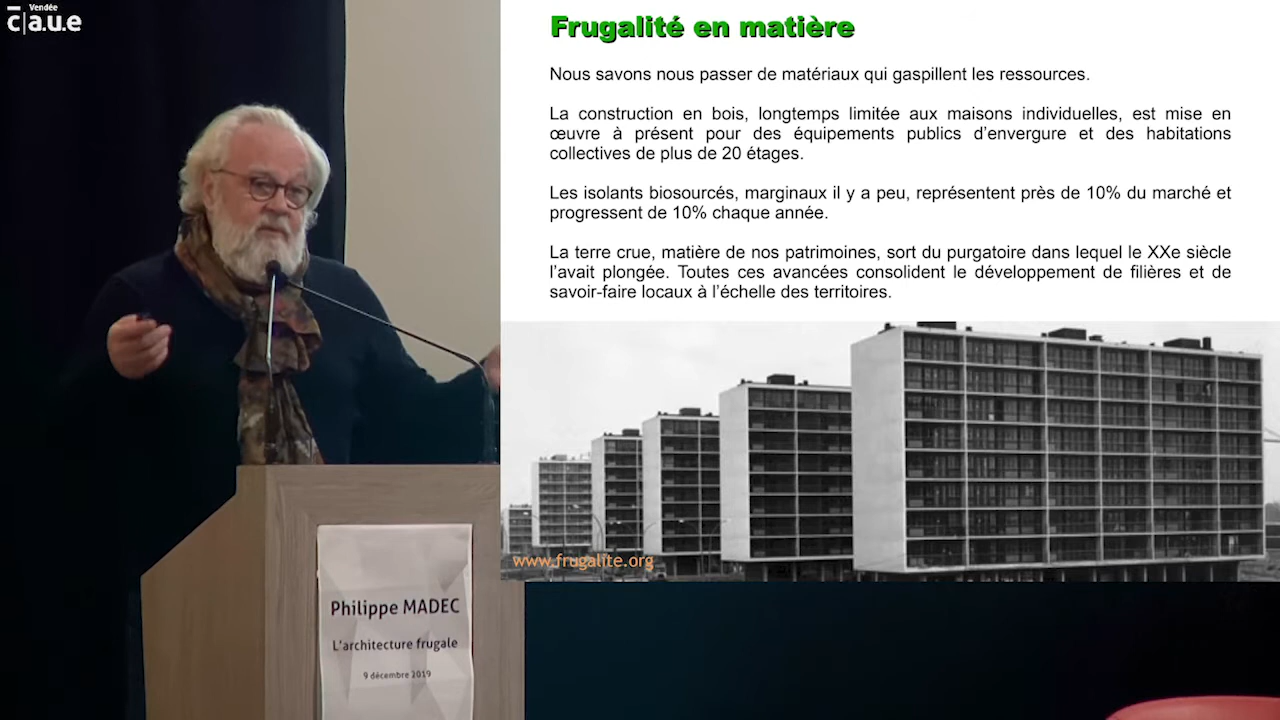 Vendée
c|a.u.e
Frugalité en matière
Nous savons nous passer de matériaux qui gaspillent les ressources.
La construction en bois, longtemps limitée aux maisons individuelles, est mise en
œuvre à présent pour des équipements publics d’envergure et des habitations
collectives de plus de 20 étages.
Les isolants biosourcés, marginaux il y a peu, représentent près de 10% du marché et
progressent de 10% chaque année.
La terre crue, matière de nos patrimoines, sort du purgatoire dans lequel le XXe siècle
l’avait plongée. Toutes ces avancées consolident le développement de filières et de
savoir-faire locaux à l’échelle des territoires.
www.frugalite.org
Philippe MADEC
L’architecture frugale
9 décembre 2019